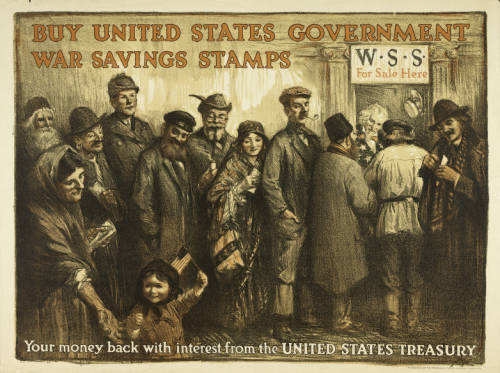 BUY UNITED STATES GOVERNMENT
WAR SAVINGS STAMPS
W·S·S·
For Sale Here
Your money back with interest from the UNITED STATES TREASURY